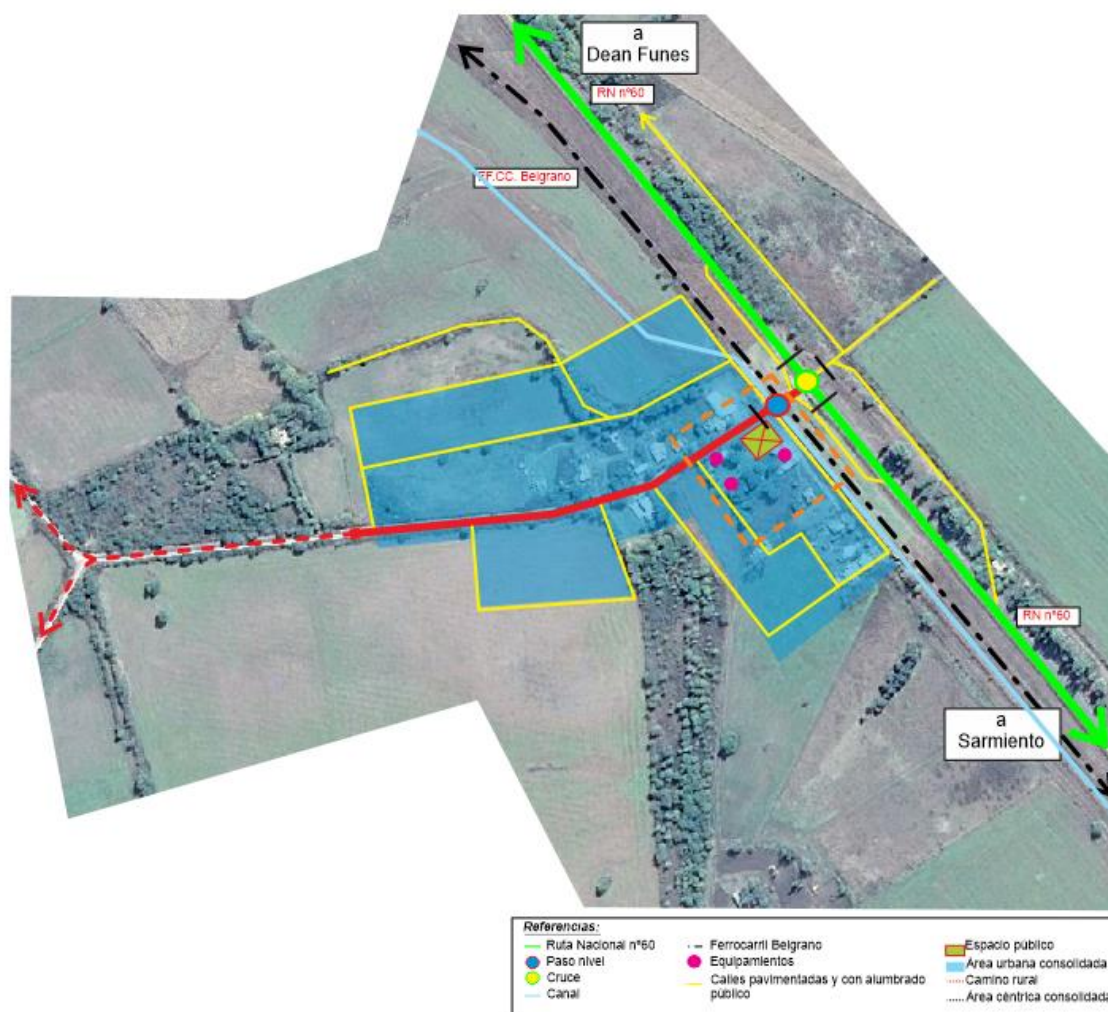 a
Dean Funes
RN nº60
FF.CC. Belgrano
RN nº60
a
Sarmiento
Referencias:
Ruta Nacional nº60
Paso nivel
Cruce
Canal
Ferrocarril Belgrano
Equipamientos
Calles pavimentadas y con alumbrado
público
Espacio público
Área urbana consolidada
Camino rural
Área céntrica consolidada